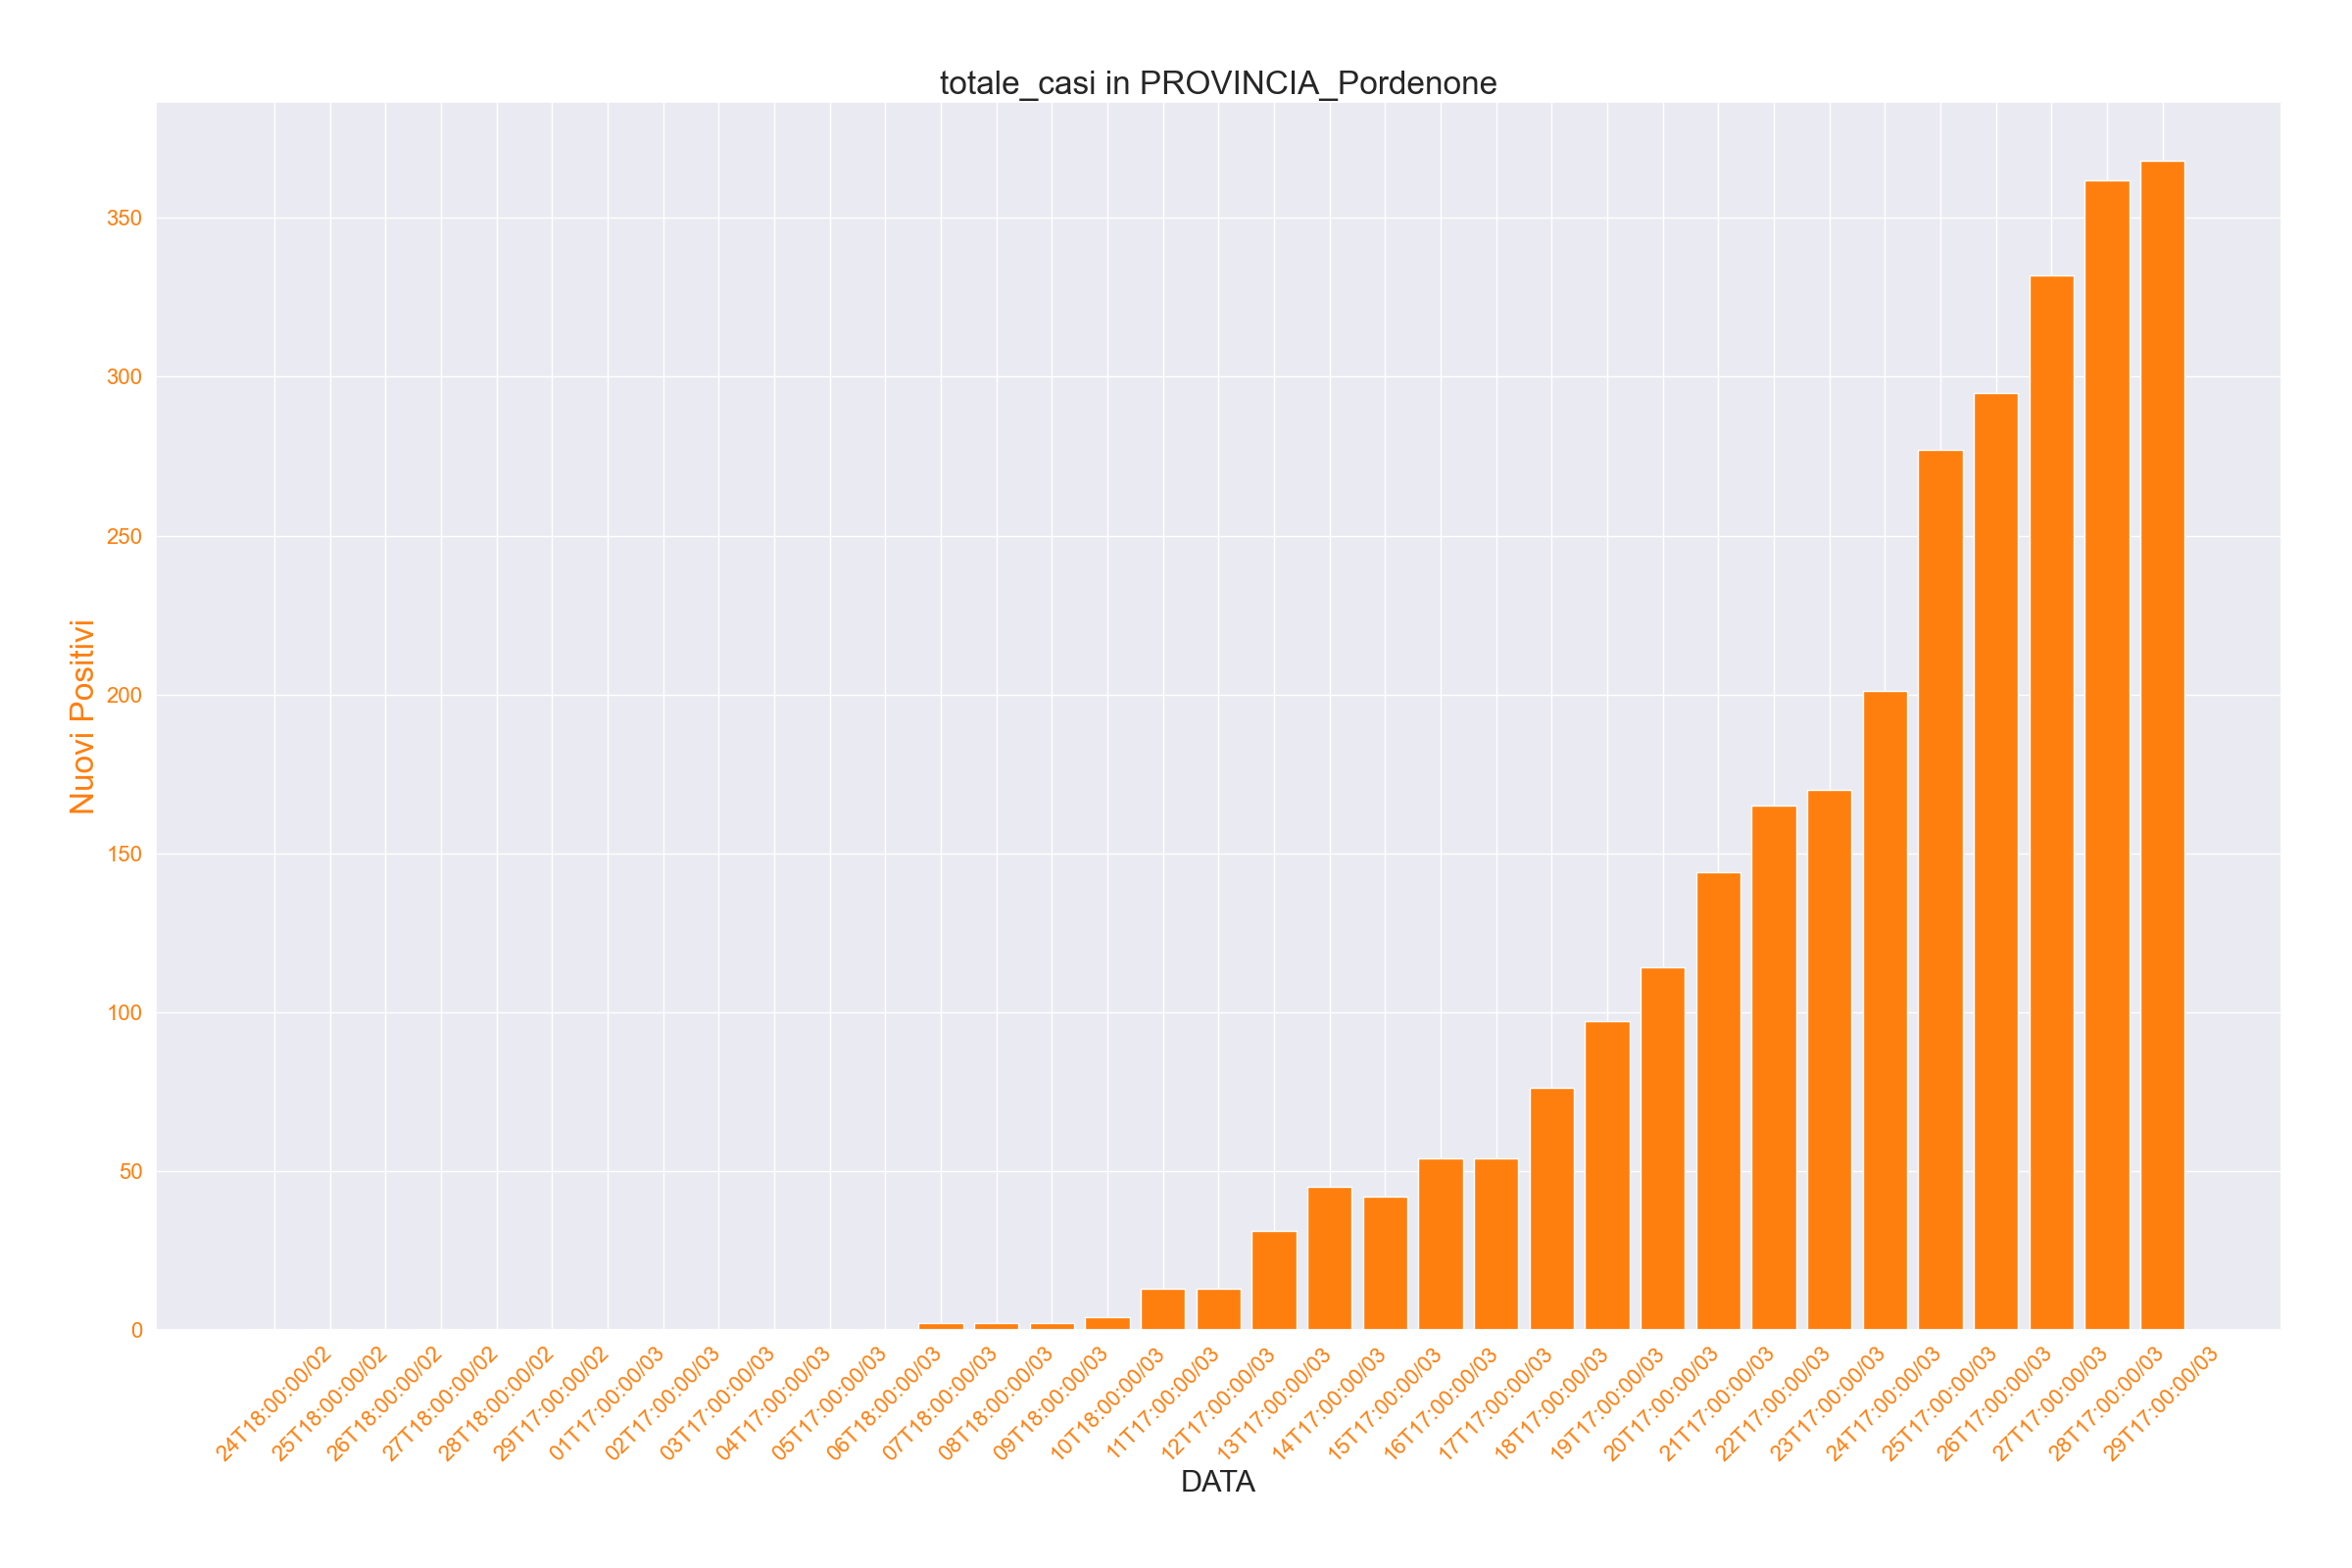 totale_casi in PROVINCIA_Pordenone
Nuovi Positivi
350
300
250
200
150
100
50
0
24T18:00:00/02
25T18:00:00/02
26T18:00:00/02
27T18:00:00/02
28T18:00:00/02
29T17:00:00/02
01T17:00:00/03
02T17:00:00/03
03T17:00:00/03
04T17:00:00/03
05T17:00:00/03
06T18:00:00/03
07T18:00:00/03
08T18:00:00/03
09T18:00:00/03
10T18:00:00/03
11T17:00:00/03
12T17:00:00/03
13T17:00:00/03
14T17:00:00/03
15T17:00:00/03
16T17:00:00/03
17T17:00:00/03
18T17:00:00/03
19T17:00:00/03
20T17:00:00/03
21T17:00:00/03
22T17:00:00/03
23T17:00:00/03
24T17:00:00/03
25T17:00:00/03
26T17:00:00/03
27T17:00:00/03
28T17:00:00/03
29T17:00:00/03
DATA